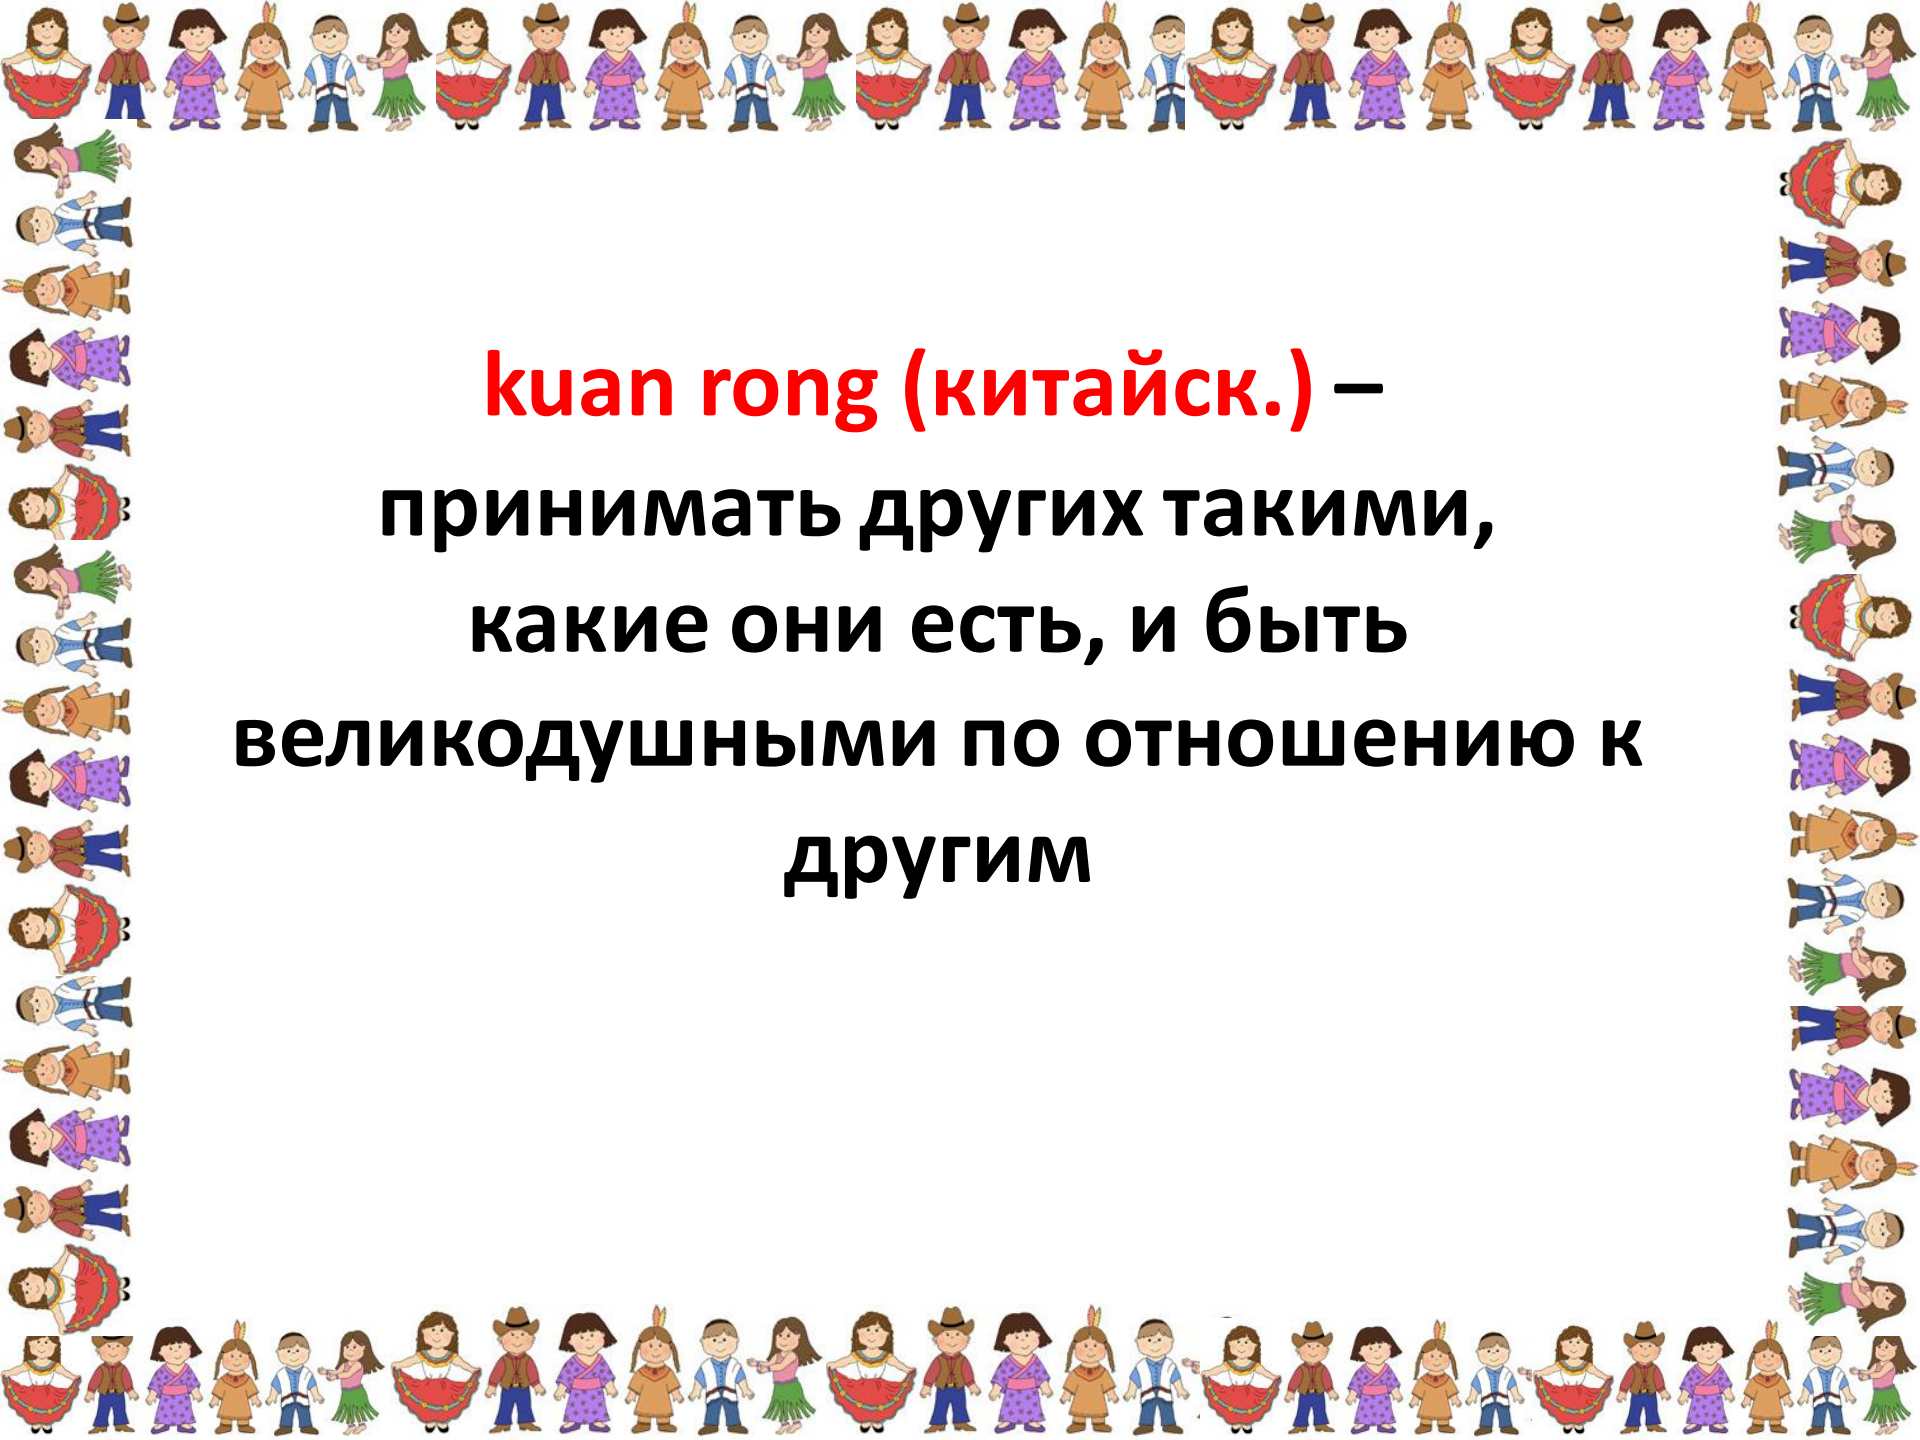 kuan rong (китайск.) –
принимать других такими,
какие они есть, и быть
великодушными по отношению к
другим